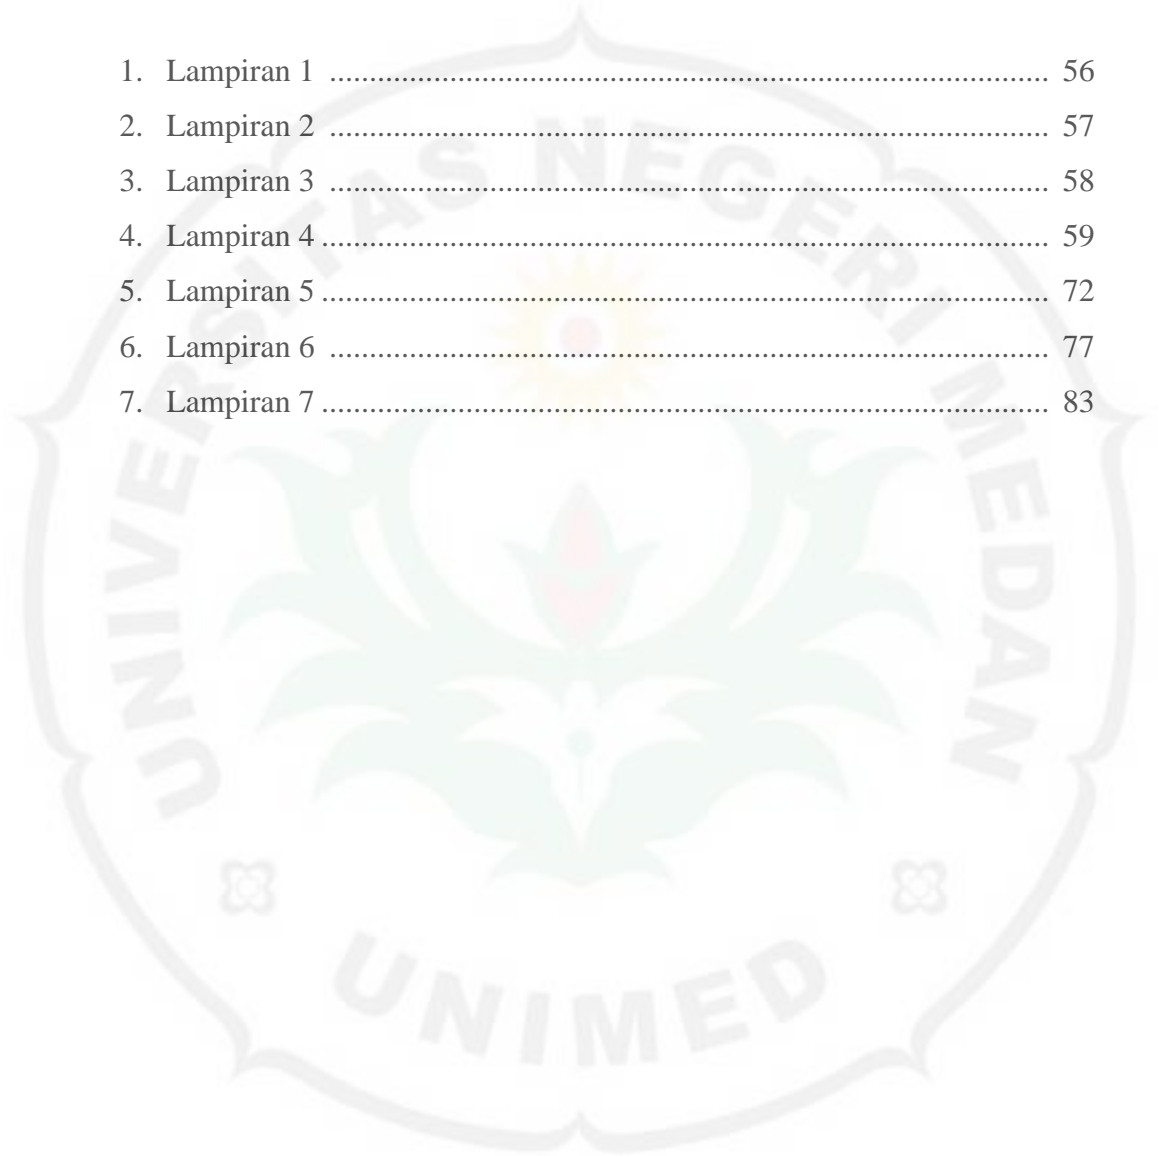 1. Lampiran 1 ........................................................................................... 56
2. Lampiran 2 ........................................................................................... 57
3. Lampiran 3 ........................................................................................... 58
4. Lampiran 4 ............................................................................................ 59
5. Lampiran 5 ............................................................................................ 72
6. Lampiran 6 ........................................................................................... 77
7. Lampiran 7 ............................................................................................ 83
UNIVERSITAS NEGERI MEDAN
UNIMED